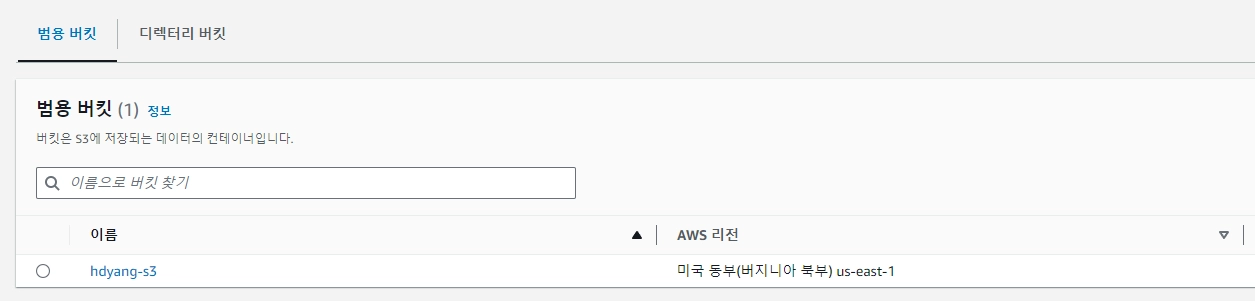 범용 버킷 디렉터리 버킷
범용 버킷 (1) 정보
버킷은 S3에 저장되는 데이터의 컨테이너입니다.
이름으로 버킷 찾기
이름 AWS 리전
hdyang-s3 미국 동부(버지니아 북부) us-east-1